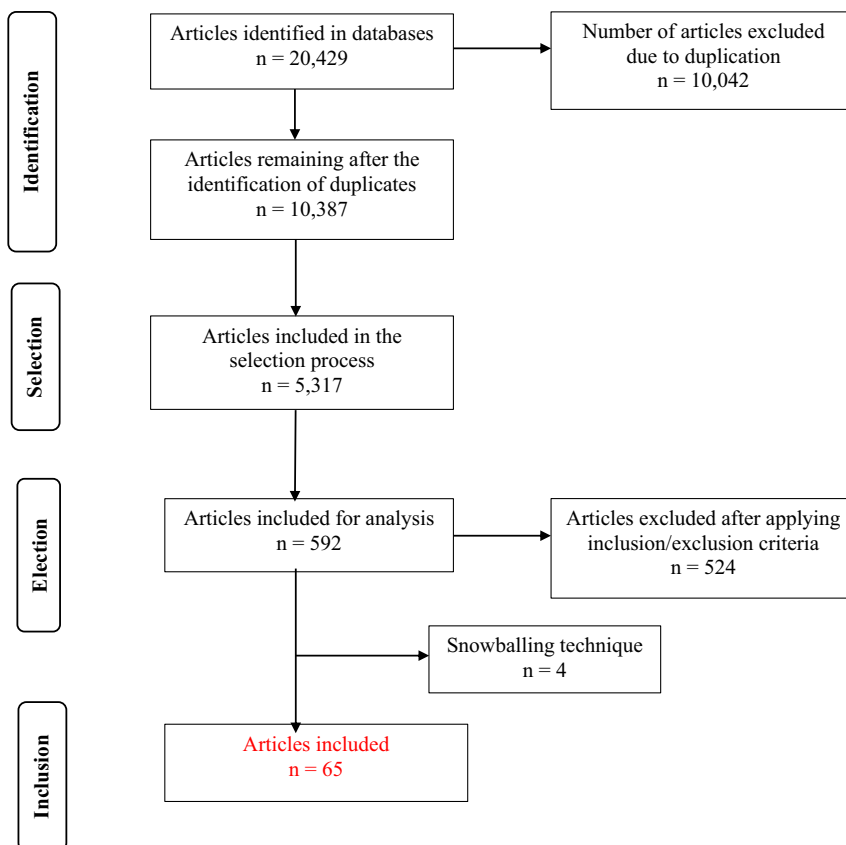 Identification
Articles identified in databases
n = 20,429
Number of articles excluded
due to duplication
n = 10,042
Articles remaining after the
identification of duplicates
n = 10,387
Selection
Articles included in the
selection process
n = 5,317
Election
Articles included for analysis
n = 592
Articles excluded after applying
inclusion/exclusion criteria
n = 524
Snowballing technique
n = 4
Inclusion
Articles included
n = 65